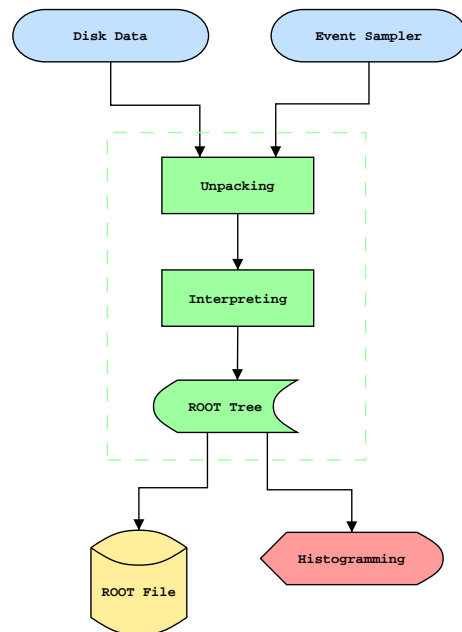 Disk Data
Event Sampler
Unpacking
Interpreting
ROOT Tree
Histogramming
ROOT File